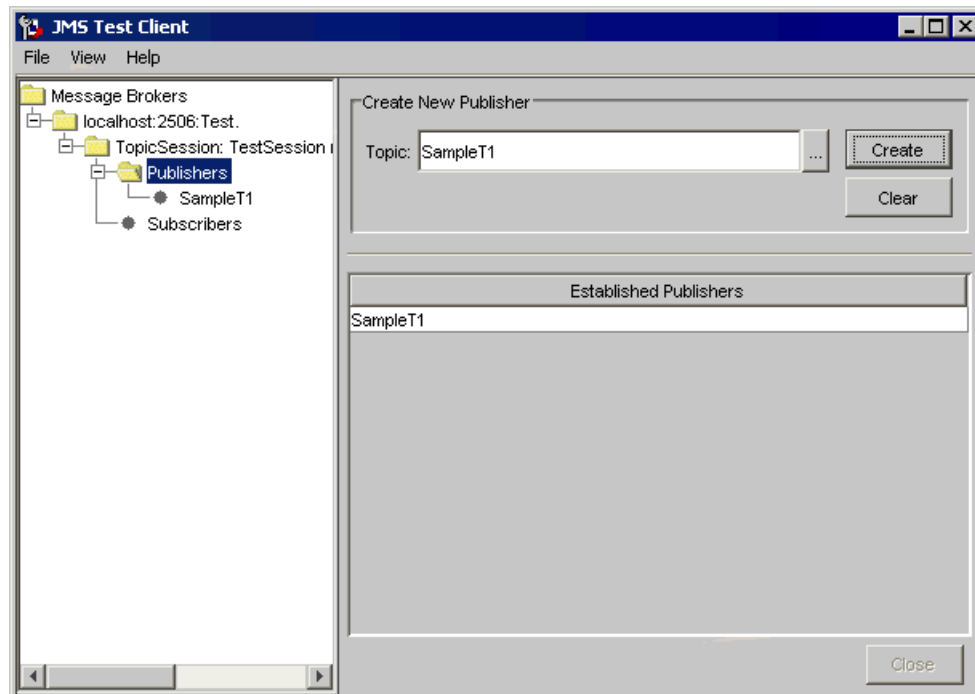 JMS Test Client
File View Help
Message Brokers
localhost:2506:Test.
TopicSession: TestSession
Publishers
SampleT1
Subscribers
Create New Publisher
Topic: SampleT1 ... Create
Clear
Established Publishers
SampleT1
Close